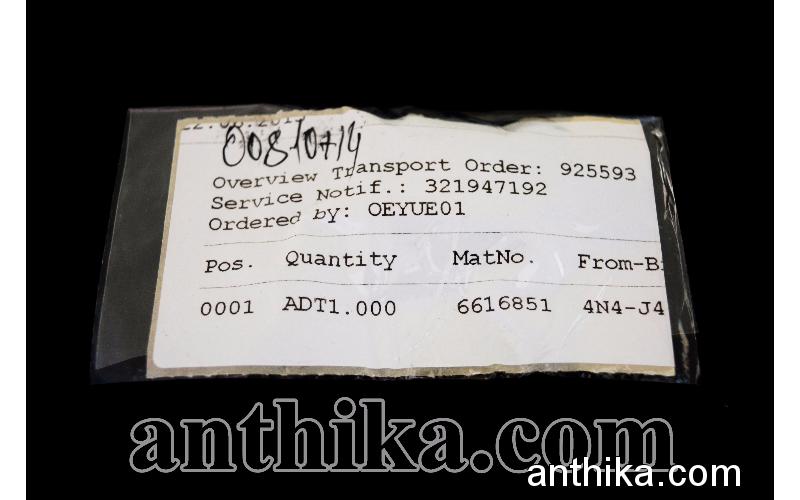 Overview Transport Order: 925593
Service Notif.: 321947192
Ordered by: OEYUE01
Pos. Quantity MatNo. From-Bi
0001 ADT1.000 6616851 4N4-J4
anthika.com
anthika.com